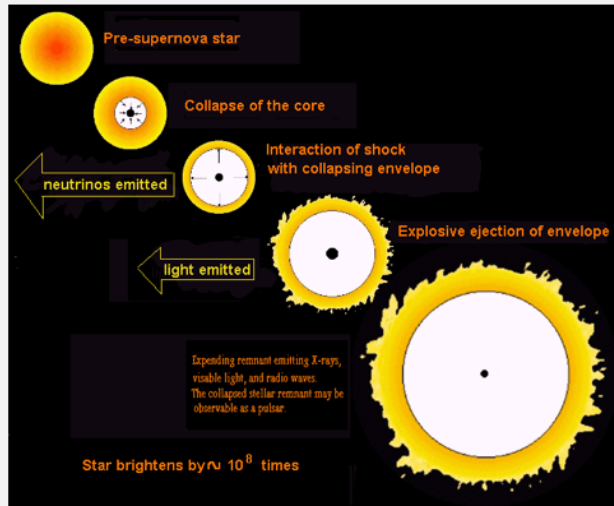 Pre-supernova star
Collapse of the core
Interaction of shock
with collapsing envelope
neutrinos emitted
Explosive ejection of envelope
light emitted
Expending remnant emitting X-rays,
visable light, and radio waves.
The collapsed stellar remnant may be
observable as a pulsar.
Star brightens by ~ 10⁸ times